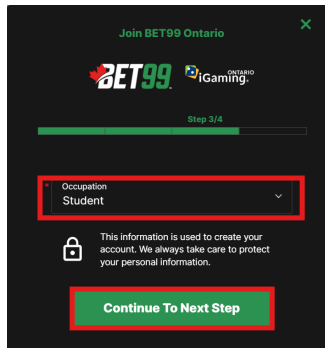 Join BET99 Ontario
BET99.
iGaming ONTARIO
Step 3/4
* Occupation
Student
This information is used to create your
account. We always take care to protect
your personal information.
Continue To Next Step